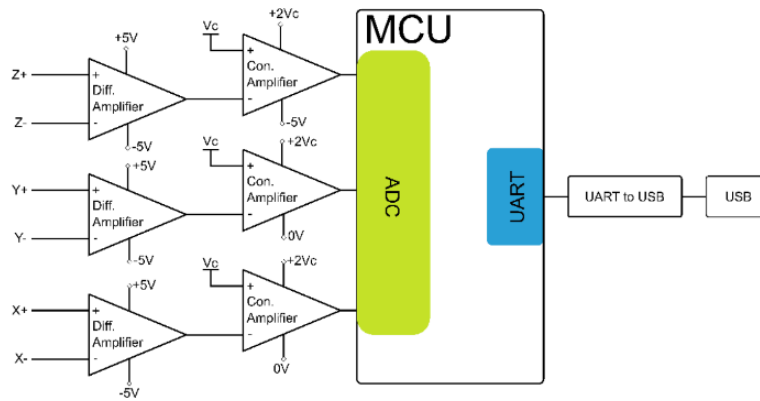 MCU
Vc
+2Vc
+5V
+
Con.
Amplifier
-
Z+
+
Diff.
Amplifier
Z-
-
-5V
-5V
Vc
+2Vc
+5V
+
Con.
Amplifier
-
Y+
+
Diff.
Amplifier
Y-
-
0V
-5V
ADC
UART
UART to USB
USB
Vc
+2Vc
+5V
+
Con.
Amplifier
-
X+
+
Diff.
Amplifier
X-
-
0V
-5V